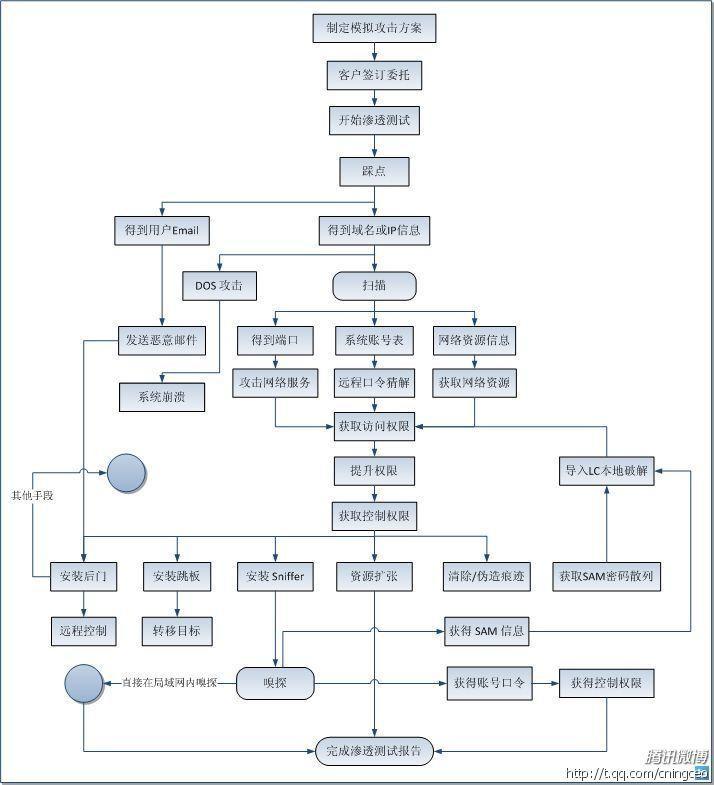 制定模拟攻击方案
客户签订委托
开始渗透测试
踩点
得到用户Email
得到域名或IP信息
DOS 攻击
扫描
发送恶意邮件
得到端口
系统账号表
网络资源信息
系统崩溃
攻击网络服务
远程口令猜解
获取网络资源
获取访问权限
提升权限
导入LC本地破解
其他手段
获取控制权限
安装后门
安装跳板
安装 Sniffer
资源扩张
清除/伪造痕迹
获取SAM密码散列
远程控制
转移目标
获得 SAM 信息
直接在局域网内嗅探
嗅探
获得账号口令
获得控制权限
完成渗透测试报告
腾讯微博
http://t.qq.com/cningceo